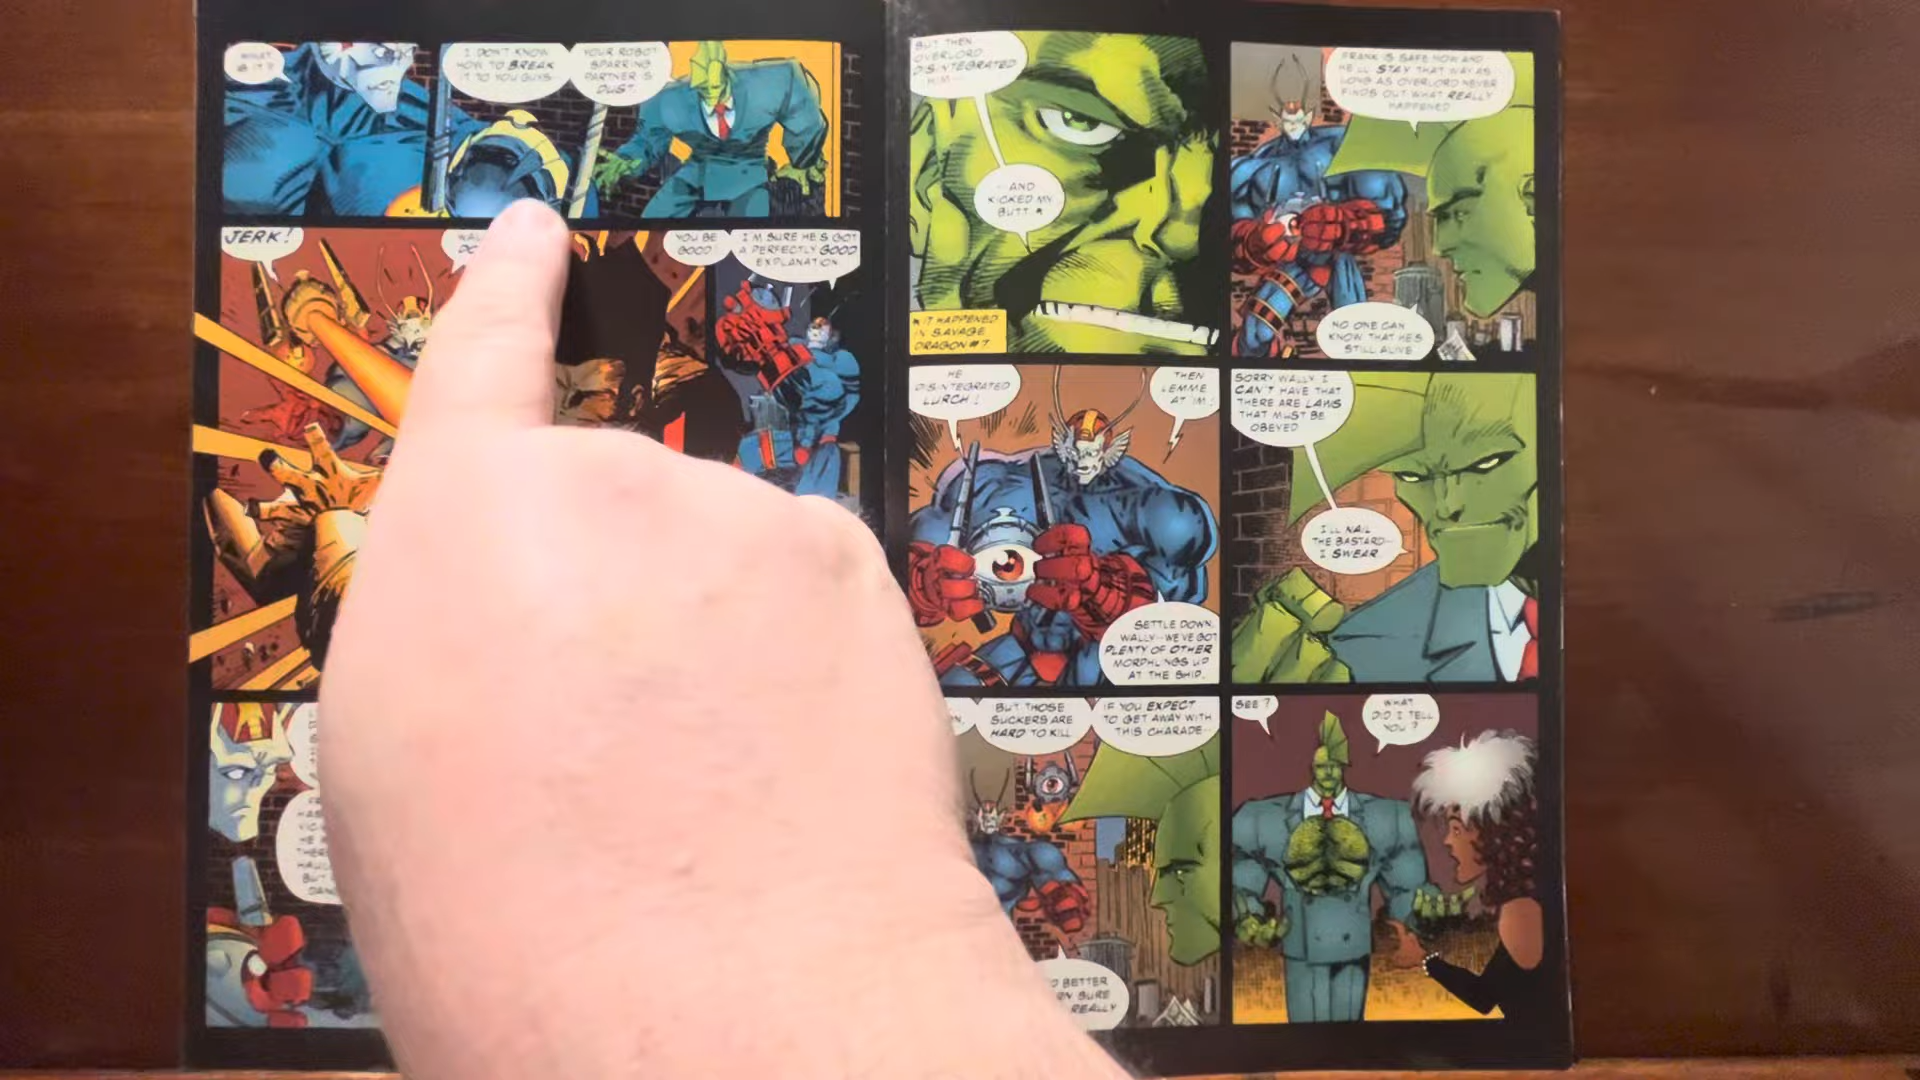 WHAT
IS IT?
I DON'T KNOW
HOW TO BREAK
IT TO YOU GUYS--
YOUR ROBOT
SPARRING
PARTNER IS
DUST.
JERK!
YOU BE
GOOD!
I'M SURE HE'S GOT
A PERFECTLY GOOD
EXPLANATION
BUT THEN
OVERLORD
DISINTEGRATED
HIM--
--AND
KICKED MY
BUTT.*
*IT HAPPENED
IN SAVAGE
DRAGON #7.
FRANK IS SAFE NOW AND
HE'LL STAY THAT WAY AS
LONG AS OVERLORD NEVER
FINDS OUT WHAT REALLY
HAPPENED
NO ONE CAN
KNOW THAT HE'S
STILL ALIVE
HE
DISINTEGRATED
LURCH!
THEN
LEMME
AT 'IM!
SETTLE DOWN,
WALLY--WE'VE GOT
PLENTY OF OTHER
MORPHLINGS UP
AT THE SHIP.
SORRY WALLY, I
CAN'T HAVE THAT
THERE ARE LAWS
THAT MUST BE
OBEYED
I'LL NAIL
THE BASTARD--
I SWEAR
BUT THOSE
SUCKERS ARE
HARD TO KILL
IF YOU EXPECT
TO GET AWAY WITH
THIS CHARADE--
BETTER
SURE
REALLY
SEE?
WHAT
DID I TELL
YOU?